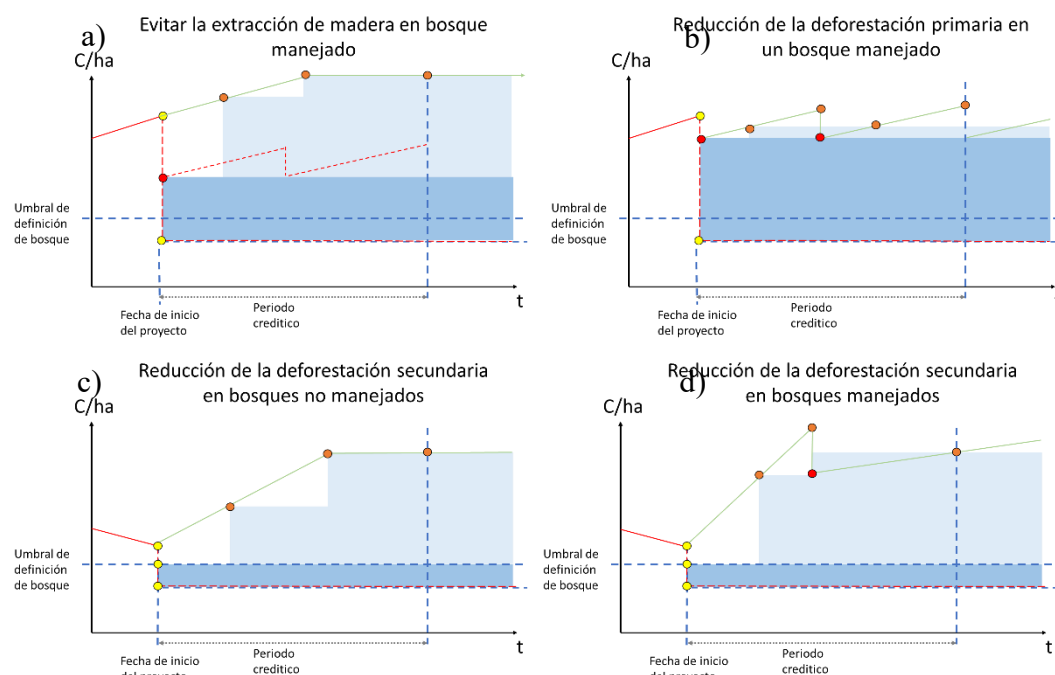 a)
Evitar la extracción de madera en bosque
manejado
C/ha
Umbral de
definición
de bosque
Fecha de inicio
del proyecto
Periodo
creditico
t
b)
Reducción de la deforestación primaria en
un bosque manejado
C/ha
Umbral de
definición
de bosque
Fecha de inicio
del proyecto
Periodo
creditico
c)
Reducción de la deforestación secundaria
en bosques no manejados
C/ha
Umbral de
definición
de bosque
Fecha de inicio
del proyecto
Periodo
creditico
t
d)
Reducción de la deforestación secundaria
en bosques manejados
C/ha
Umbral de
definición
de bosque
Fecha de inicio
del proyecto
Periodo
creditico
t